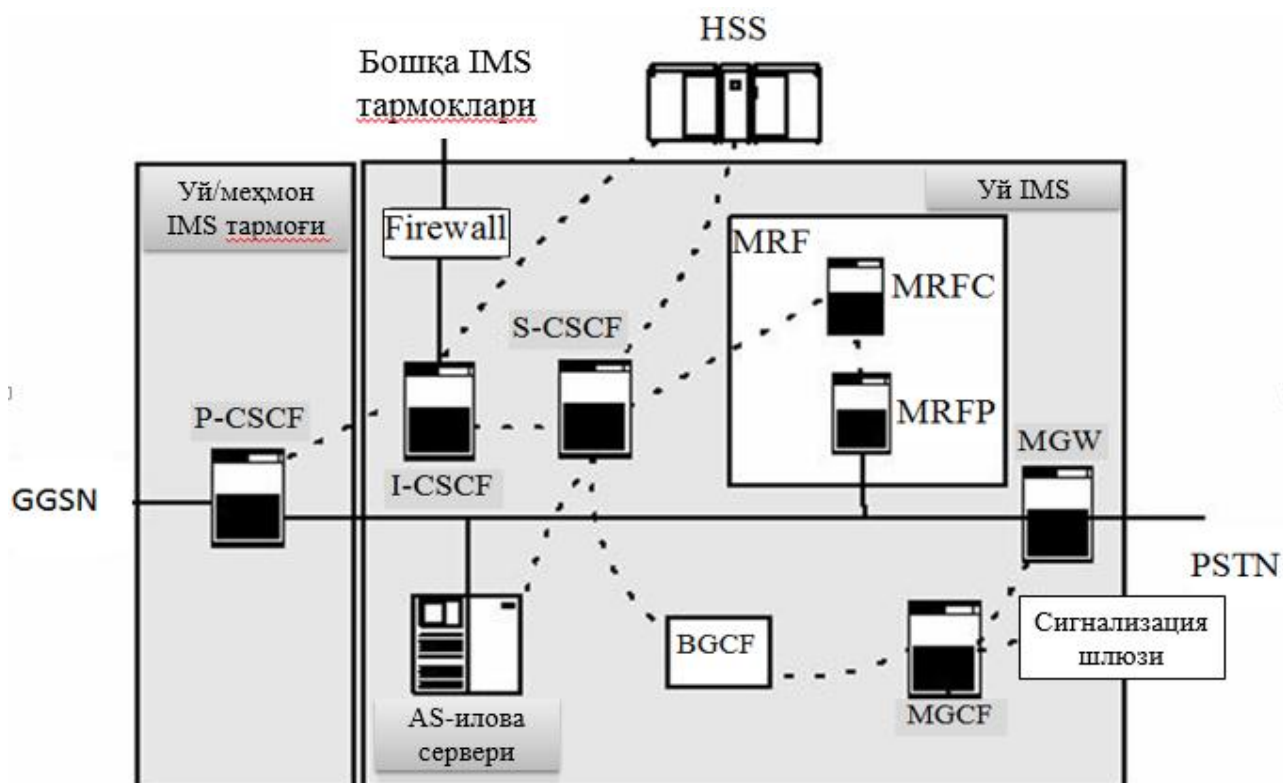 HSS
Бошқа IMS
тармоқлари
Уй/меҳмон
IMS тармоғи
Уй IMS
Firewall
MRF
MRFC
S-CSCF
MRFP
P-CSCF
MGW
I-CSCF
GGSN
PSTN
Сигнализация
шлюзи
BGCF
MGCF
AS-илова
сервери